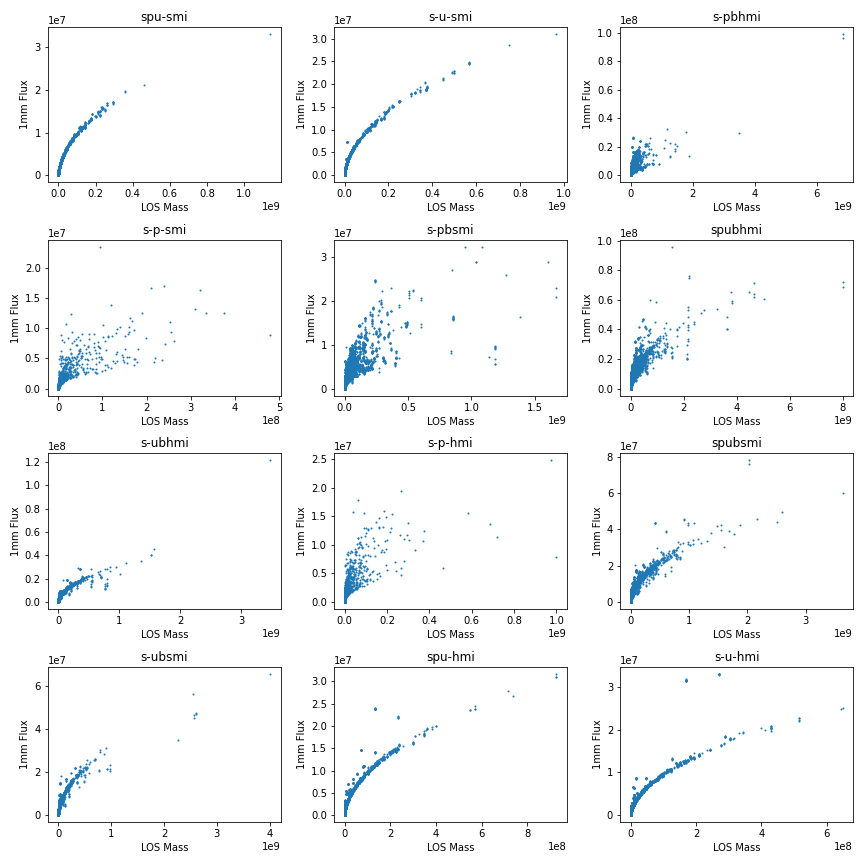 spu-smi
1e7
1mm Flux
3
2
1
0
0.0 0.2 0.4 0.6 0.8 1.0
LOS Mass
1e9
s-u-smi
1e7
1mm Flux
3.0
2.5
2.0
1.5
1.0
0.5
0.0
0.0 0.2 0.4 0.6 0.8 1.0
LOS Mass
1e9
s-pbhmi
1e8
1mm Flux
1.0
0.8
0.6
0.4
0.2
0.0
0 2 4 6
LOS Mass
1e9
s-p-smi
1e7
1mm Flux
2.0
1.5
1.0
0.5
0.0
0 1 2 3 4 5
LOS Mass
1e8
s-pbsmi
1e7
1mm Flux
3
2
1
0
0.0 0.5 1.0 1.5
LOS Mass
1e9
spubhmi
1e8
1mm Flux
1.0
0.8
0.6
0.4
0.2
0.0
0 2 4 6 8
LOS Mass
1e9
s-ubhmi
1e8
1mm Flux
1.2
1.0
0.8
0.6
0.4
0.2
0.0
0 1 2 3
LOS Mass
1e9
s-p-hmi
1e7
1mm Flux
2.5
2.0
1.5
1.0
0.5
0.0
0.0 0.2 0.4 0.6 0.8 1.0
LOS Mass
1e9
spubsmi
1e7
1mm Flux
8
6
4
2
0
0 1 2 3
LOS Mass
1e9
s-ubsmi
1e7
1mm Flux
6
4
2
0
0 1 2 3 4
LOS Mass
1e9
spu-hmi
1e7
1mm Flux
3.0
2.5
2.0
1.5
1.0
0.5
0.0
0 2 4 6 8
LOS Mass
1e8
s-u-hmi
1e7
1mm Flux
3
2
1
0
0 2 4 6
LOS Mass
1e8